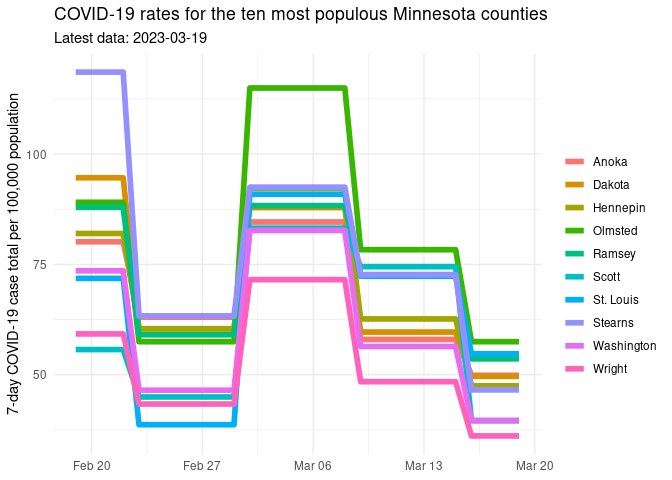 COVID-19 rates for the ten most populous Minnesota counties
Latest data: 2023-03-19
7-day COVID-19 case total per 100,000 population
100
75
50
Feb 20
Feb 27
Mar 06
Mar 13
Mar 20
Anoka
Dakota
Hennepin
Olmsted
Ramsey
Scott
St. Louis
Stearns
Washington
Wright